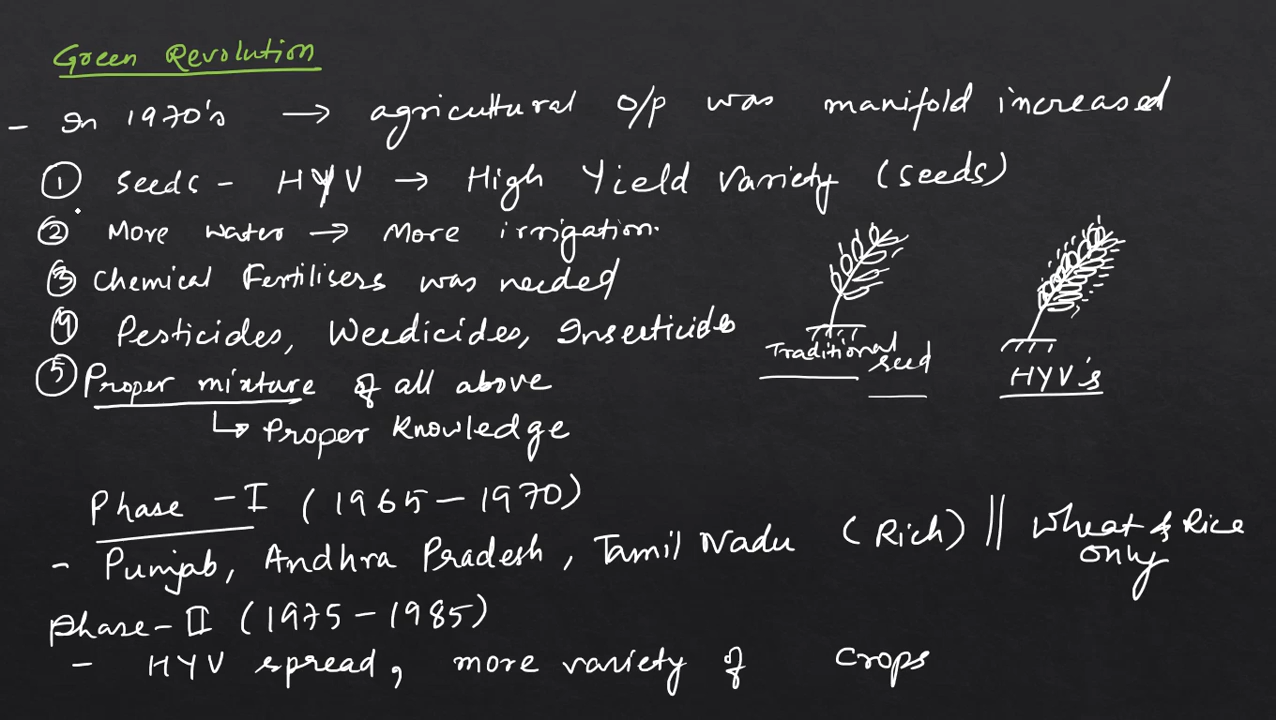 Green Revolution
- In 1970's → agricultural o/p was manifold increased
① Seeds - HYV → High Yield Variety (seeds)
② More water → More irrigation.
③ Chemical Fertilisers was needed
④ Pesticides, Weedicides, Insecticides
Traditional seed
HYV's
⑤ Proper mixture of all above
↳ Proper Knowledge
Phase - I (1965 - 1970)
- Punjab, Andhra Pradesh, Tamil Nadu (Rich) || Wheat & Rice only
Phase - II (1975 - 1985)
- HYV spread, more variety of crops